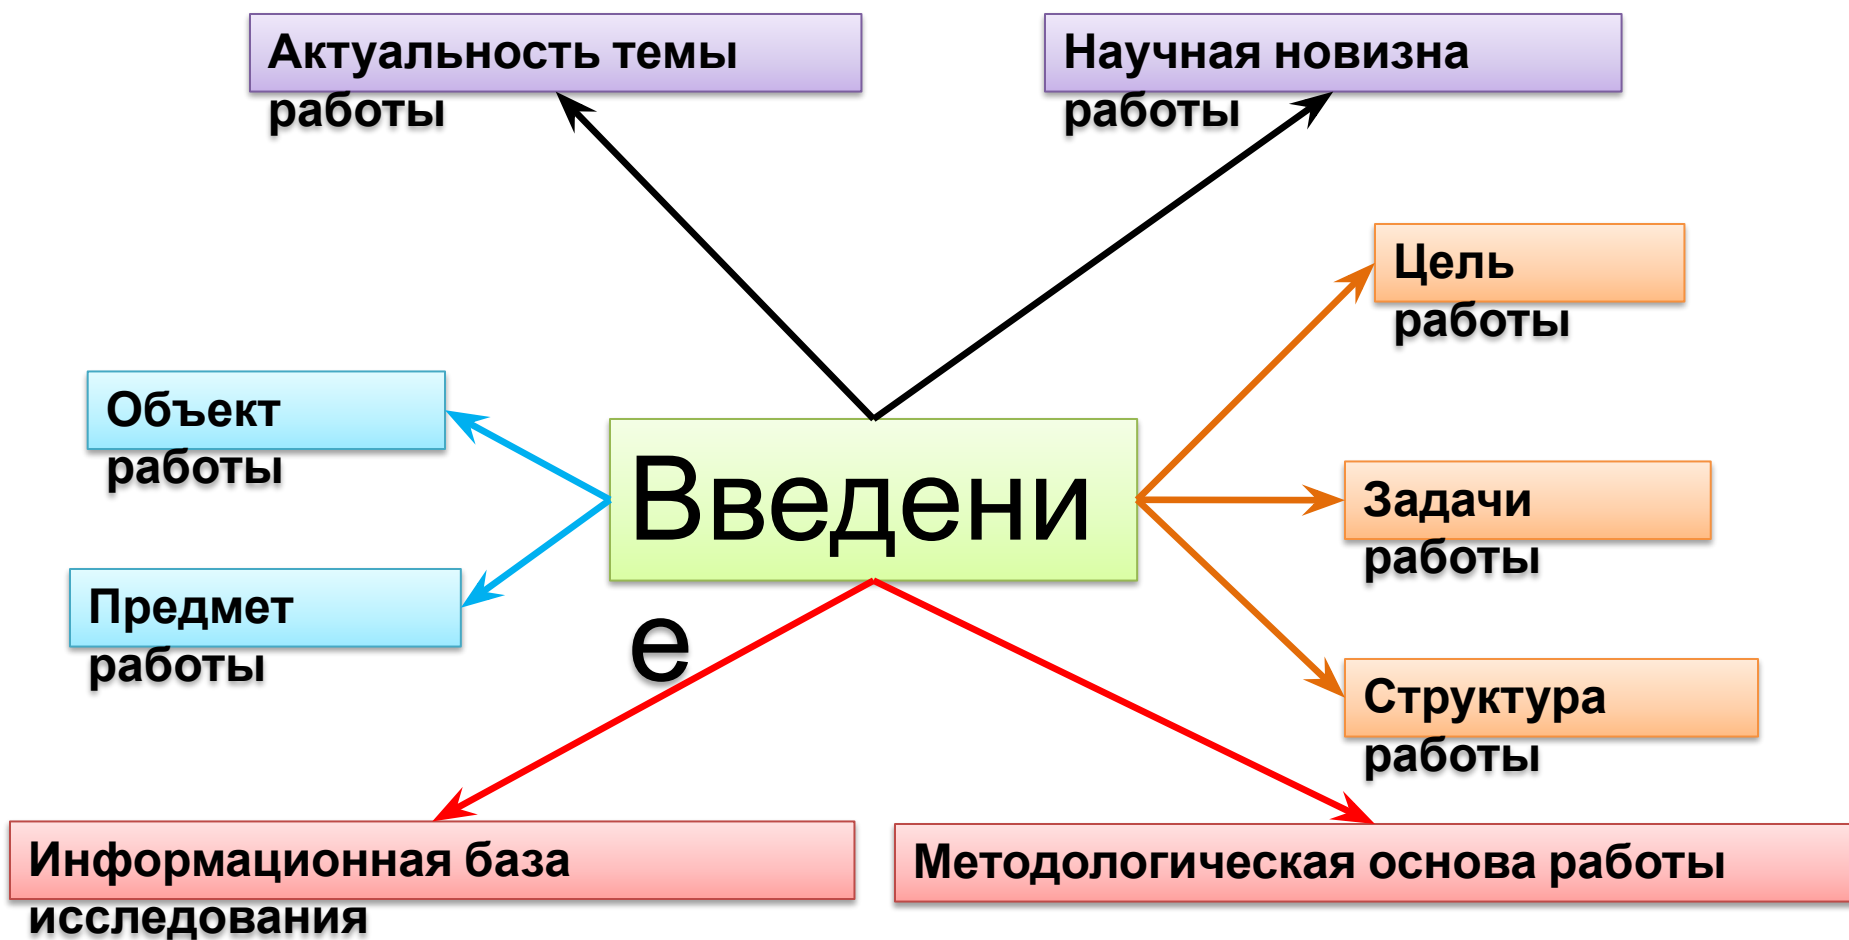 Актуальность темы
работы
Научная новизна
работы
Цель
работы
Объект
работы
Введени
е
Задачи
работы
Предмет
работы
Структура
работы
Информационная база
исследования
Методологическая основа работы